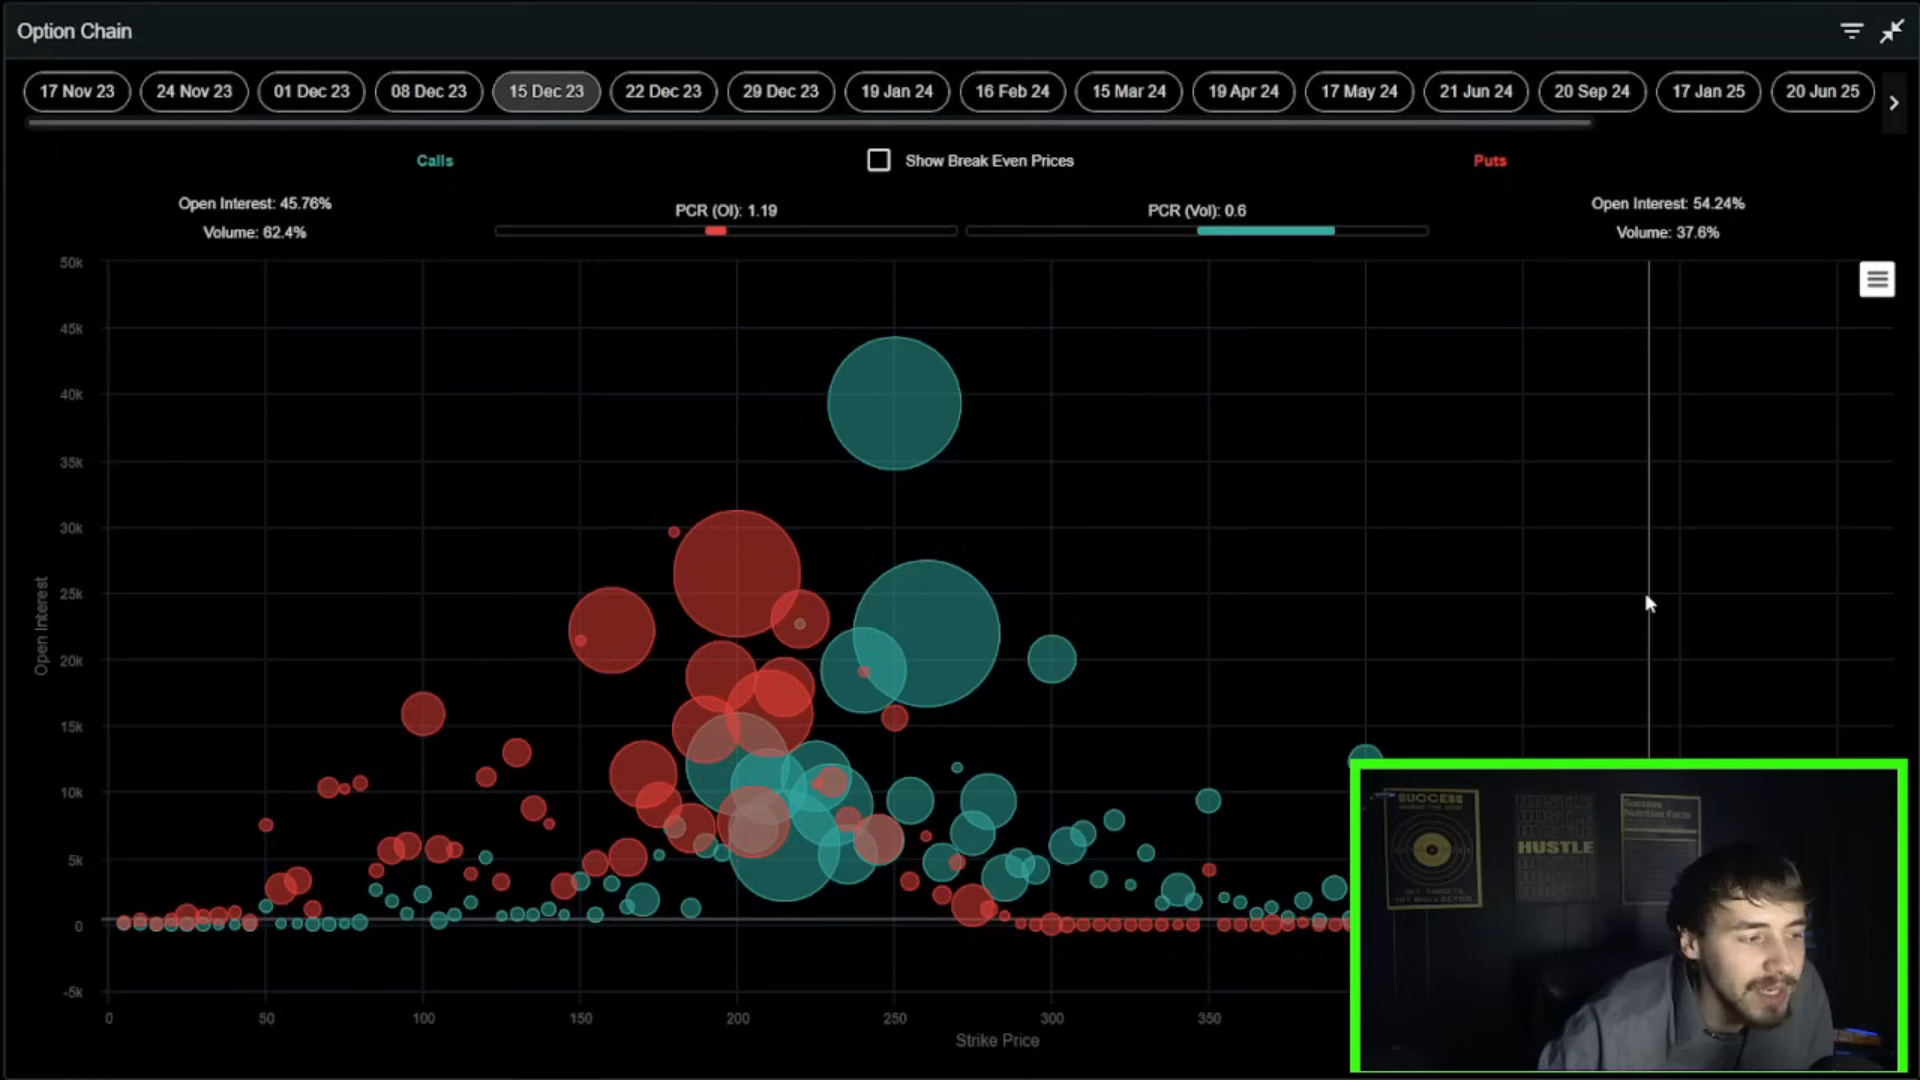 Option Chain
17 Nov 23
24 Nov 23
01 Dec 23
08 Dec 23
15 Dec 23
22 Dec 23
29 Dec 23
19 Jan 24
16 Feb 24
15 Mar 24
19 Apr 24
17 May 24
21 Jun 24
20 Sep 24
17 Jan 25
20 Jun 25
Calls
Show Break Even Prices
Puts
Open Interest: 45.76%
Volume: 62.4%
PCR (OI): 1.19
PCR (Vol): 0.6
Open Interest: 54.24%
Volume: 37.6%
50k
45k
40k
35k
30k
25k
20k
15k
10k
5k
0
-5k
Open Interest
0
50
100
150
200
250
300
350
Strike Price
SUCCESS
HUSTLE
Success
Nutrition Facts